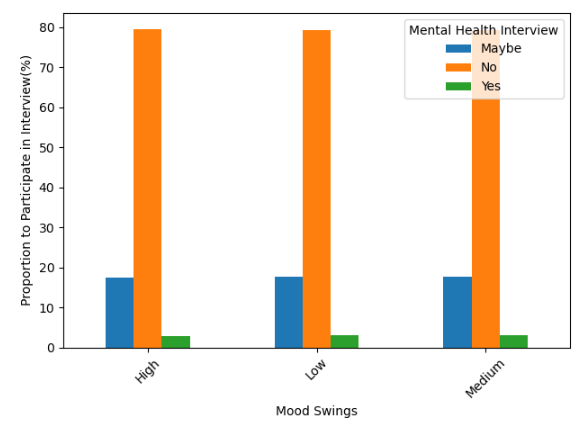 Mental Health Interview
Maybe
No
Yes
Proportion to Participate in Interview(%)
80
70
60
50
40
30
20
10
0
High
Low
Medium
Mood Swings